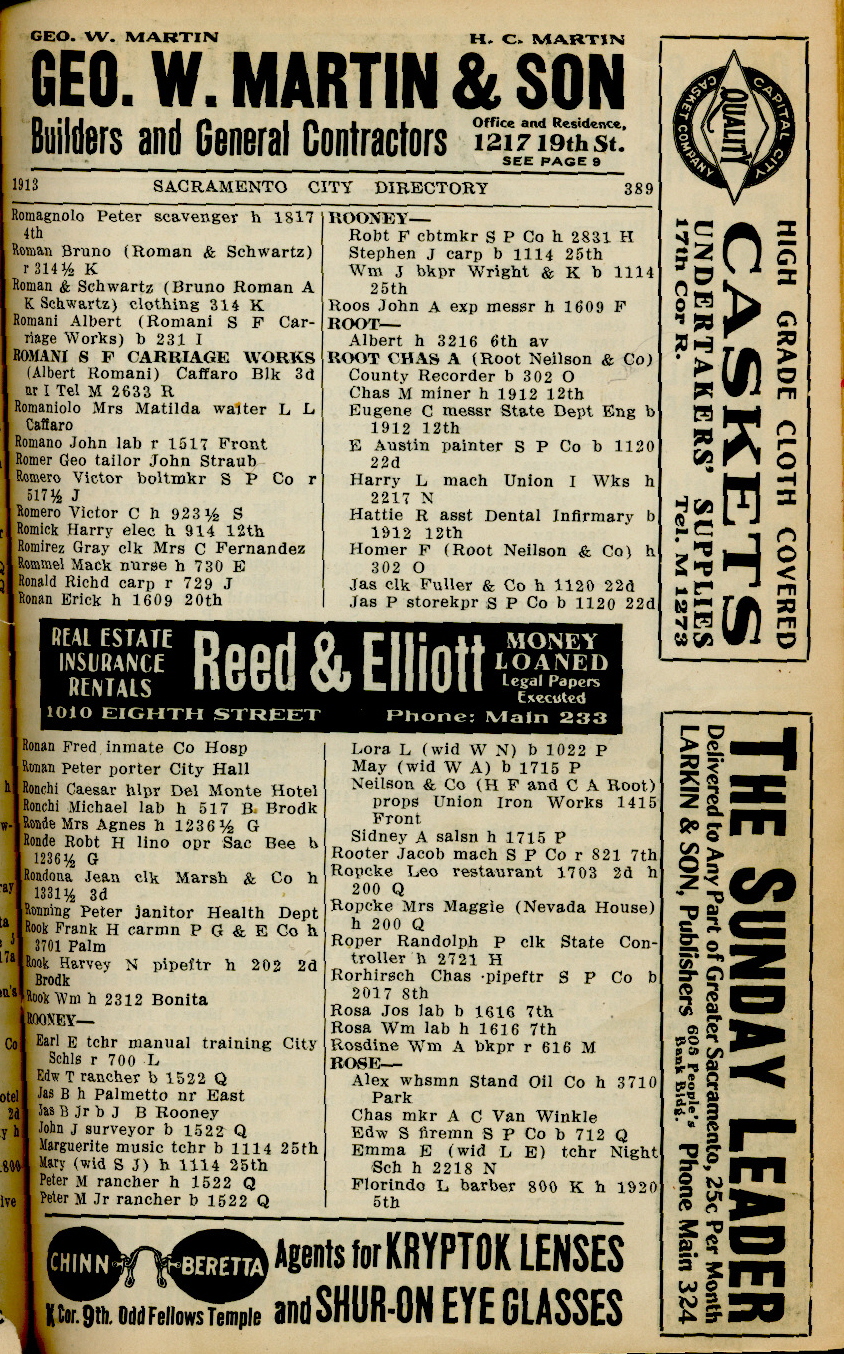 GEO. W. MARTIN H. C. MARTIN
GEO. W. MARTIN & SON
Builders and General Contractors
Office and Residence,
1217 19th St.
SEE PAGE 9
1913 SACRAMENTO CITY DIRECTORY 389
Romagnolo Peter scavenger h 1817
4th
Roman Bruno (Roman & Schwartz)
r 314½ K
Roman & Schwartz (Bruno Roman A
K Schwartz) clothing 314 K
Romani Albert (Romani S F Car-
riage Works) b 231 I
ROMANI S F CARRIAGE WORKS
(Albert Romani) Caffaro Blk 3d
nr I Tel M 2633 R
Romaniolo Mrs Matilda waiter L L
Caffaro
Romano John lab r 1517 Front
Romer Geo tailor John Straub
Romero Victor boltmkr S P Co r
517½ J
Romero Victor C h 923½ S
Romick Harry elec h 914 12th
Romirez Gray clk Mrs C Fernandez
Rommel Mack nurse h 730 E
Ronald Richd carp r 729 J
Ronan Erick h 1609 20th
ROONEY—
Robt F cbtmkr S P Co h 2831 H
Stephen J carp b 1114 25th
Wm J bkpr Wright & K b 1114
25th
Roos John A exp messr h 1609 F
ROOT—
Albert h 3216 6th av
ROOT CHAS A (Root Neilson & Co)
County Recorder b 302 O
Chas M miner h 1912 12th
Eugene C messr State Dept Eng b
1912 12th
E Austin painter S P Co b 1120
22d
Harry L mach Union I Wks h
2217 N
Hattie R asst Dental Infirmary b
1912 12th
Homer F (Root Neilson & Co) h
302 O
Jas clk Fuller & Co h 1120 22d
Jas P storekpr S P Co b 1120 22d
REAL ESTATE
INSURANCE
RENTALS
Reed & Elliott
MONEY
LOANED
Legal Papers
Executed
1010 EIGHTH STREET Phone: Main 233
Ronan Fred inmate Co Hosp
Ronan Peter porter City Hall
Ronchi Caesar hlpr Del Monte Hotel
Ronchi Michael lab h 517 B Brodk
Ronde Mrs Agnes h 1236½ G
Ronde Robt H lino opr Sac Bee h
1236½ G
Rondona Jean clk Marsh & Co h
1331½ 3d
Ronning Peter janitor Health Dept
Rook Frank H carmn P G & E Co h
3701 Palm
Rook Harvey N pipeftr h 202 2d
Brodk
Rook Wm h 2312 Bonita
ROONEY—
Earl E tchr manual training City
Schls r 700 L
Edw T rancher b 1522 Q
Jas B h Palmetto nr East
Jas B Jr b J B Rooney
John J surveyor b 1522 Q
Marguerite music tchr b 1114 25th
Mary (wid S J) h 1114 25th
Peter M rancher h 1522 Q
Peter M Jr rancher b 1522 Q
Lora L (wid W N) b 1022 P
May (wid W A) b 1715 P
Neilson & Co (H F and C A Root)
props Union Iron Works 1415
Front
Sidney A salsn h 1715 P
Rooter Jacob mach S P Co r 821 7th
Ropcke Leo restaurant 1703 2d h
200 Q
Ropcke Mrs Maggie (Nevada House)
h 200 Q
Roper Randolph P clk State Con-
troller h 2721 H
Rorhirsch Chas pipeftr S P Co b
2017 8th
Rosa Jos lab b 1616 7th
Rosa Wm lab h 1616 7th
Rosdine Wm A bkpr r 616 M
ROSE—
Alex whsmn Stand Oil Co h 3710
Park
Chas mkr A C Van Winkle
Edw S firemn S P Co b 712 Q
Emma E (wid L E) tchr Night
Sch h 2218 N
Florindo L barber 800 K h 1920
5th
CHINN BERETTA
K Cor. 9th. Odd Fellows Temple
Agents for KRYPTOK LENSES
and SHUR-ON EYE GLASSES
CAPITAL CITY
CASKET COMPANY
QUALITY
HIGH GRADE CLOTH COVERED
CASKETS
UNDERTAKERS' SUPPLIES
17th Cor R. Tel. M 1273
THE SUNDAY LEADER
Delivered to Any Part of Greater Sacramento, 25c Per Month
LARKIN & SON, Publishers 605 People's Bank Bldg. Phone Main 324